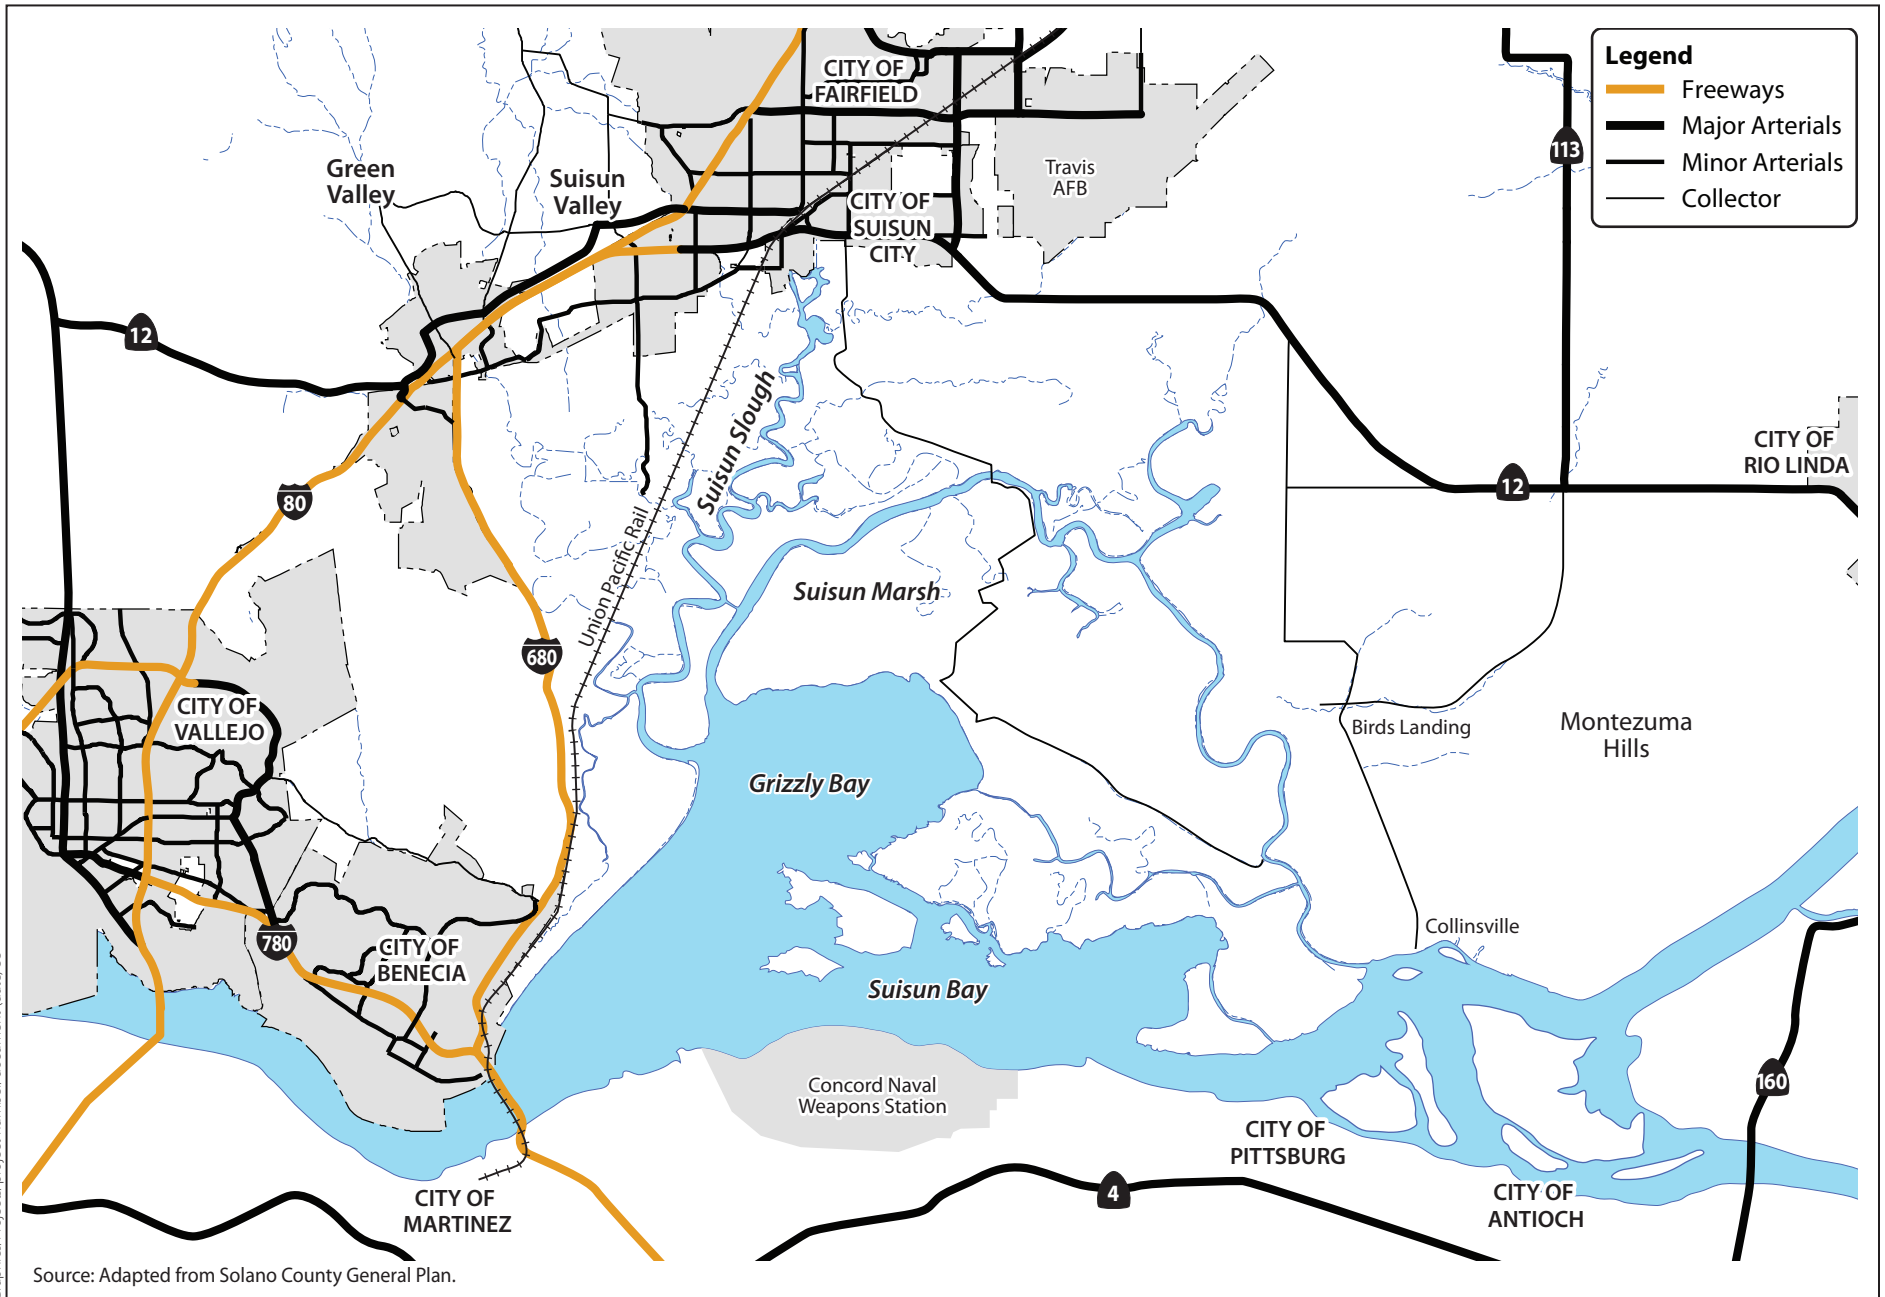 Legend
Freeways
Major Arterials
Minor Arterials
Collector
CITY OF
FAIRFIELD
Travis
AFB
113
Green
Valley
Suisun
Valley
CITY OF
SUISUN
CITY
12
Suisun Slough
CITY OF
RIO LINDA
12
80
Union Pacific Rail
Suisun Marsh
680
CITY OF
VALLEJO
Birds Landing
Montezuma
Hills
Grizzly Bay
Collinsville
780
CITY OF
BENECIA
Suisun Bay
Concord Naval
Weapons Station
160
CITY OF
PITTSBURG
CITY OF
MARTINEZ
4
CITY OF
ANTIOCH
Source: Adapted from Solano County General Plan.